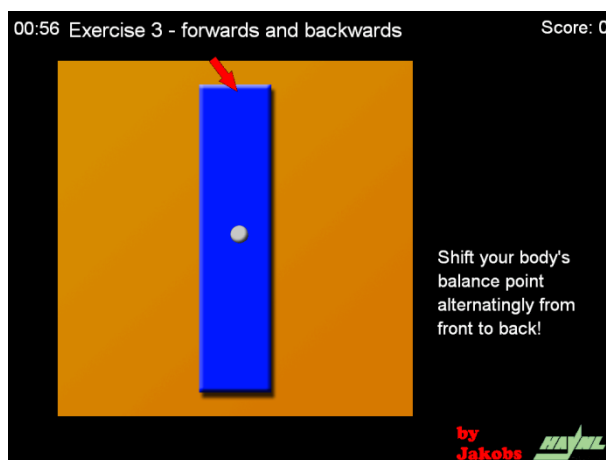 00:56 Exercise 3 - forwards and backwards Score: 0
Shift your body's
balance point
alternatingly from
front to back!
by
Jakobs